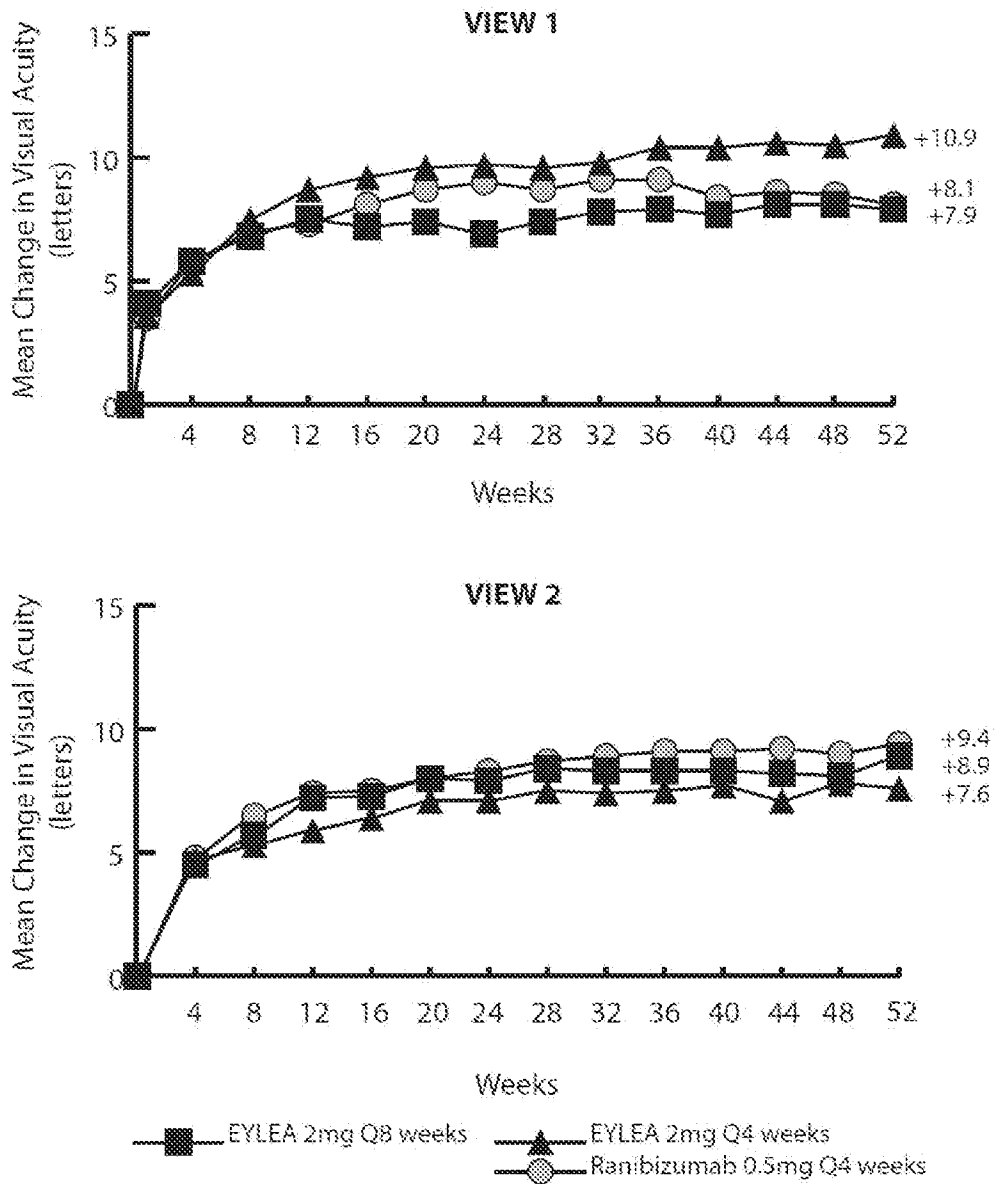 VIEW 1
Mean Change in Visual Acuity
(letters)
15
10
5
0
+10.9
+8.1
+7.9
4 8 12 16 20 24 28 32 36 40 44 48 52
Weeks
VIEW 2
Mean Change in Visual Acuity
(letters)
15
10
5
0
+9.4
+8.9
+7.6
4 8 12 16 20 24 28 32 36 40 44 48 52
Weeks
EYLEA 2mg Q8 weeks
EYLEA 2mg Q4 weeks
Ranibizumab 0.5mg Q4 weeks